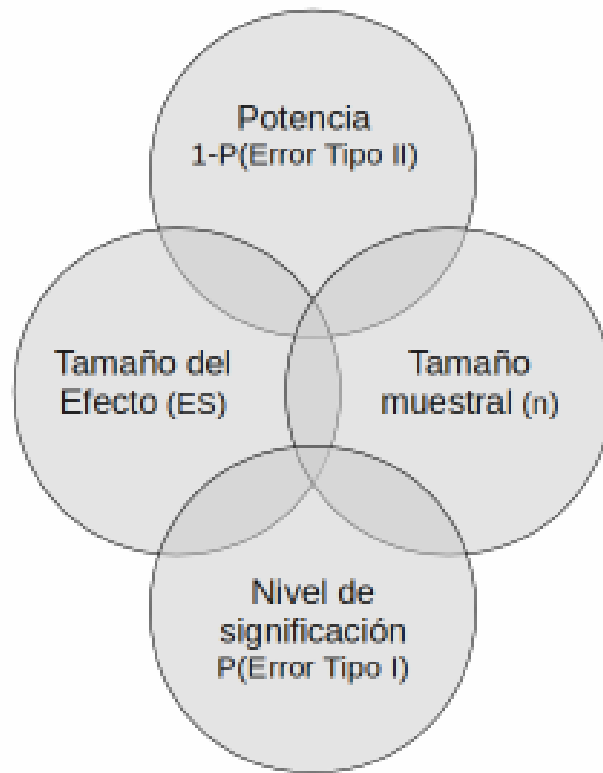 Potencia
1-P(Error Tipo II)
Tamaño del
Efecto (ES)
Tamaño
muestral (n)
Nivel de
significación
P(Error Tipo I)